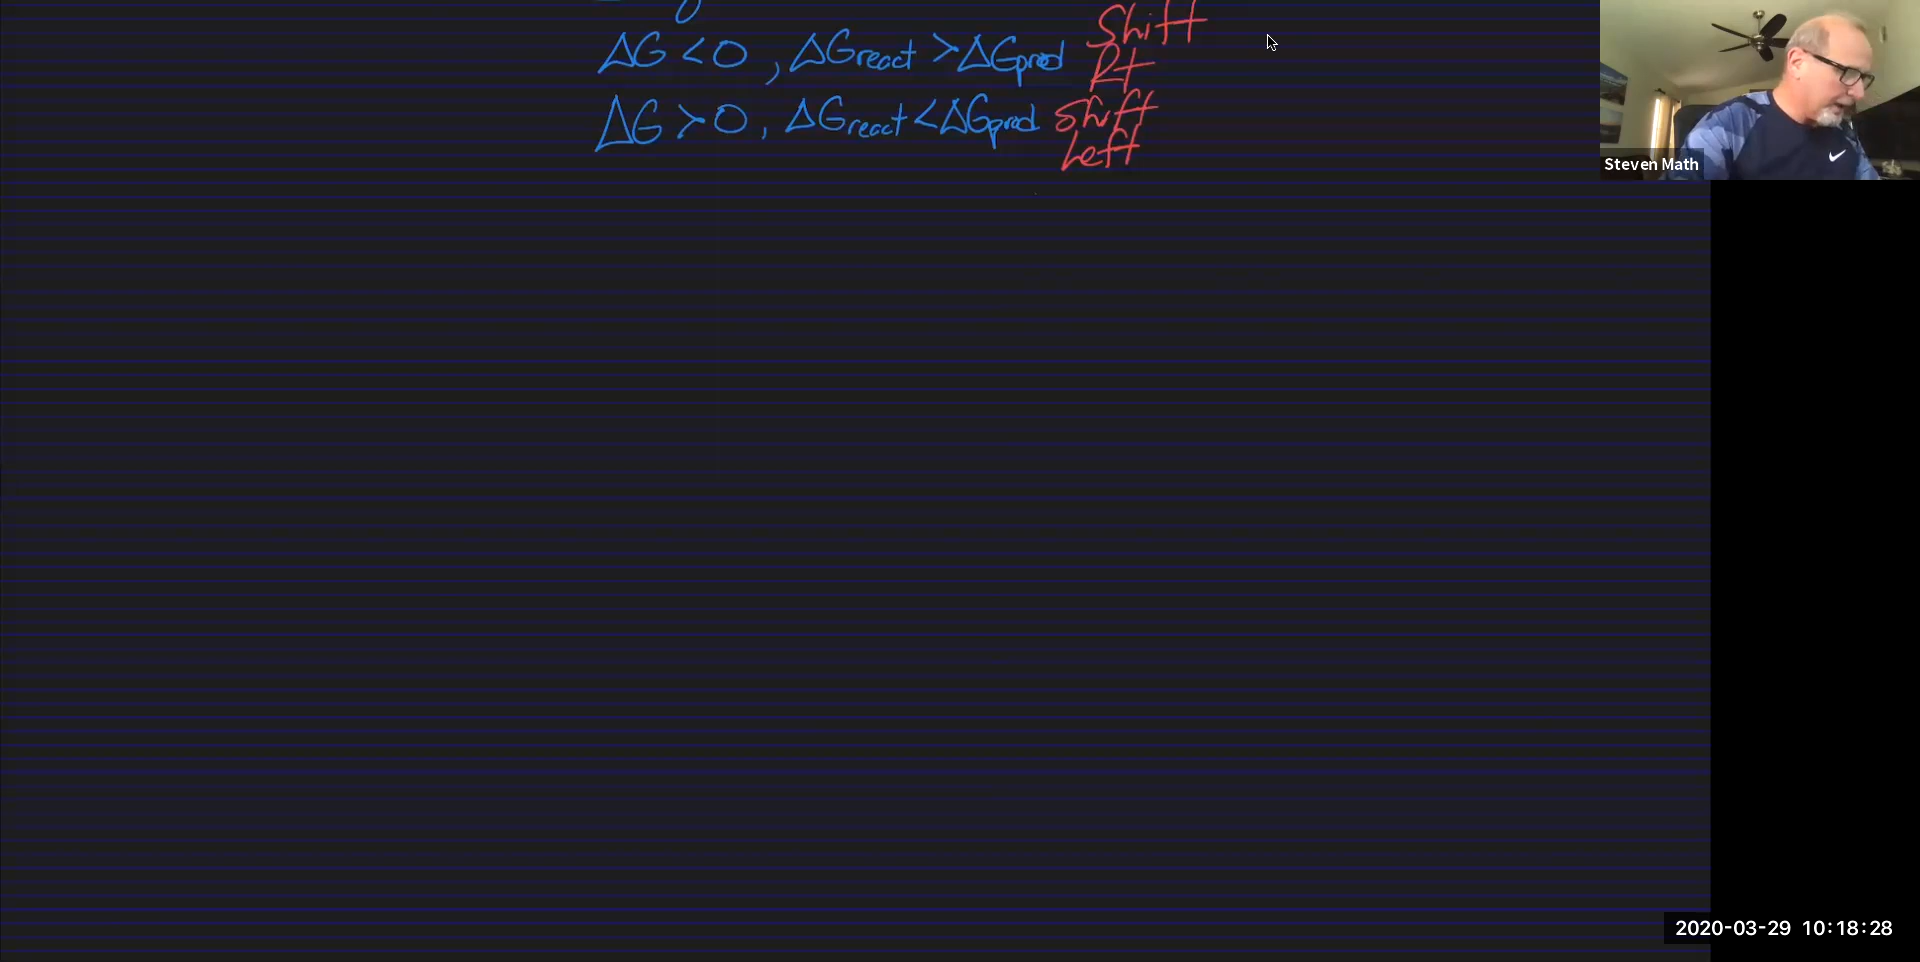 Shift
ΔG < 0, ΔGreact > ΔGprod Rt
ΔG > 0, ΔGreact < ΔGprod Shift
Left
Steven Math
2020-03-29 10:18:28